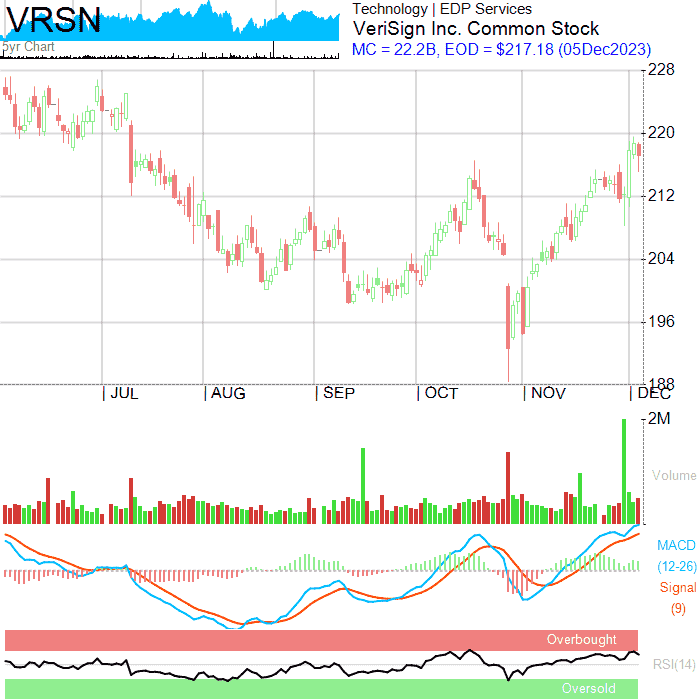 VRSN
5yr Chart
Technology | EDP Services
VeriSign Inc. Common Stock
MC = 22.2B, EOD = $217.18 (05Dec2023)
228
220
212
204
196
188
| JUL | AUG | SEP | OCT | NOV | DEC
2M
Volume
MACD
(12-26)
Signal
(9)
Overbought
RSI(14)
Oversold